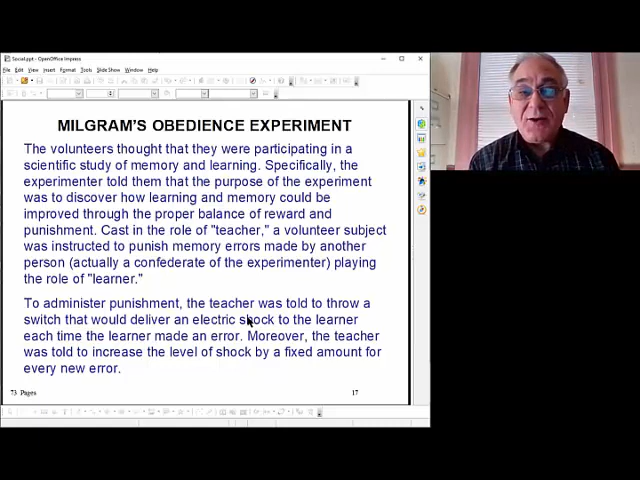 Social.ppt - OpenOffice Impress
File Edit View Insert Format Tools Slide Show Window Help
MILGRAM'S OBEDIENCE EXPERIMENT
The volunteers thought that they were participating in a
scientific study of memory and learning. Specifically, the
experimenter told them that the purpose of the experiment
was to discover how learning and memory could be
improved through the proper balance of reward and
punishment. Cast in the role of "teacher," a volunteer subject
was instructed to punish memory errors made by another
person (actually a confederate of the experimenter) playing
the role of "learner."
To administer punishment, the teacher was told to throw a
switch that would deliver an electric shock to the learner
each time the learner made an error. Moreover, the teacher
was told to increase the level of shock by a fixed amount for
every new error.
73 Pages 17